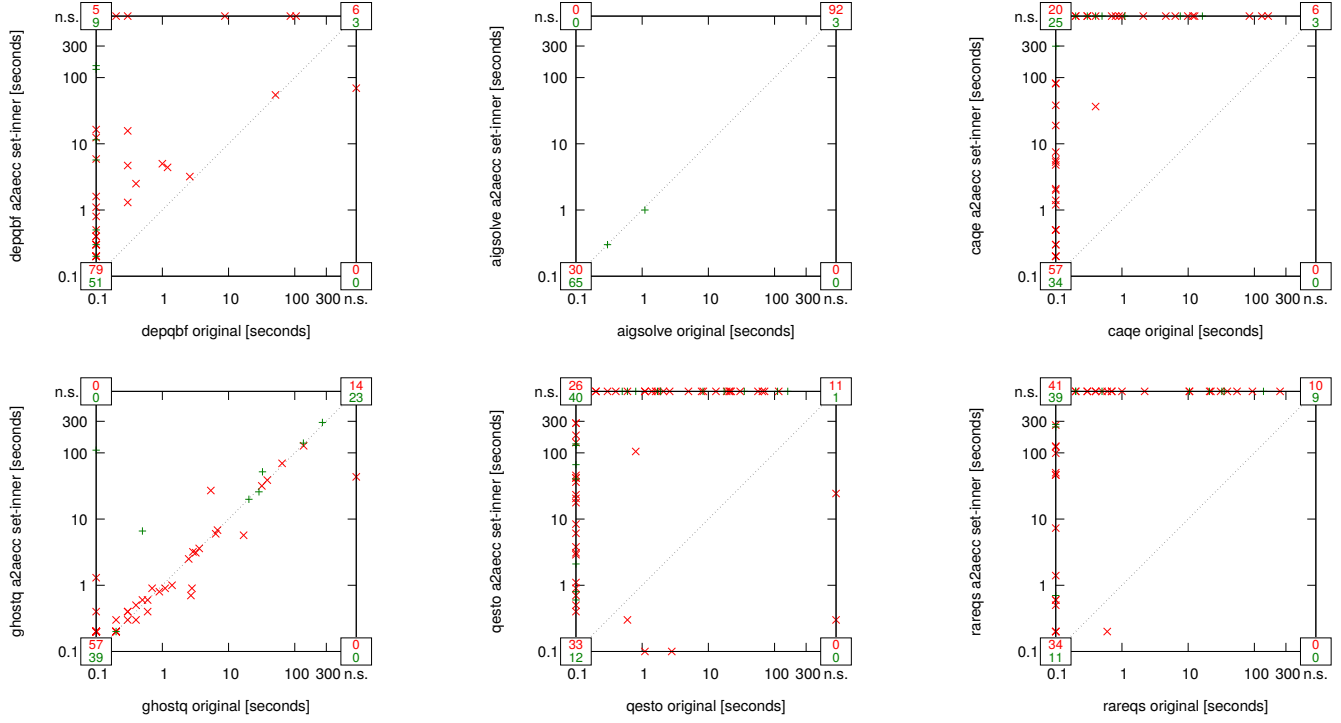 n.s. 5 6
9 3
300
100
10
1
0.1 79 0
51 0
0.1 1 10 100 300 n.s.
depqbf original [seconds]
depqbf a2aecc set-inner [seconds]
n.s. 0 92
0 3
300
100
10
1
0.1 30 0
65 0
0.1 1 10 100 300 n.s.
aigsolve original [seconds]
aigsolve a2aecc set-inner [seconds]
n.s. 20 6
25 3
300
100
10
1
0.1 57 0
34 0
0.1 1 10 100 300 n.s.
caqe original [seconds]
caqe a2aecc set-inner [seconds]
n.s. 0 14
0 23
300
100
10
1
0.1 57 0
39 0
0.1 1 10 100 300 n.s.
ghostq original [seconds]
ghostq a2aecc set-inner [seconds]
n.s. 26 11
40 1
300
100
10
1
0.1 33 0
12 0
0.1 1 10 100 300 n.s.
qesto original [seconds]
qesto a2aecc set-inner [seconds]
n.s. 41 10
39 9
300
100
10
1
0.1 34 0
11 0
0.1 1 10 100 300 n.s.
rareqs original [seconds]
rareqs a2aecc set-inner [seconds]